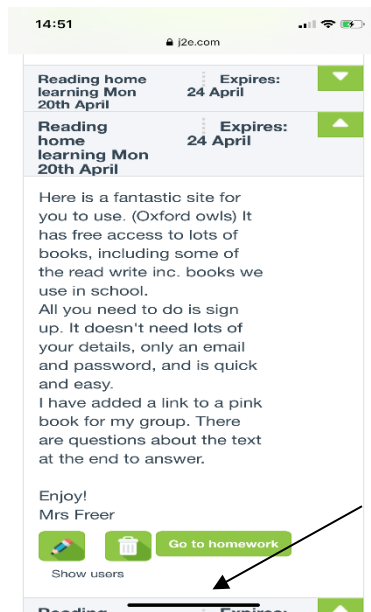 14:51
j2e.com
Reading home Expires:
learning Mon 24 April
20th April
Reading Expires:
home 24 April
learning Mon
20th April
Here is a fantastic site for
you to use. (Oxford owls) It
has free access to lots of
books, including some of
the read write inc. books we
use in school.
All you need to do is sign
up. It doesn't need lots of
your details, only an email
and password, and is quick
and easy.
I have added a link to a pink
book for my group. There
are questions about the text
at the end to answer.
Enjoy!
Mrs Freer
Go to homework
Show users
Reading Expires: